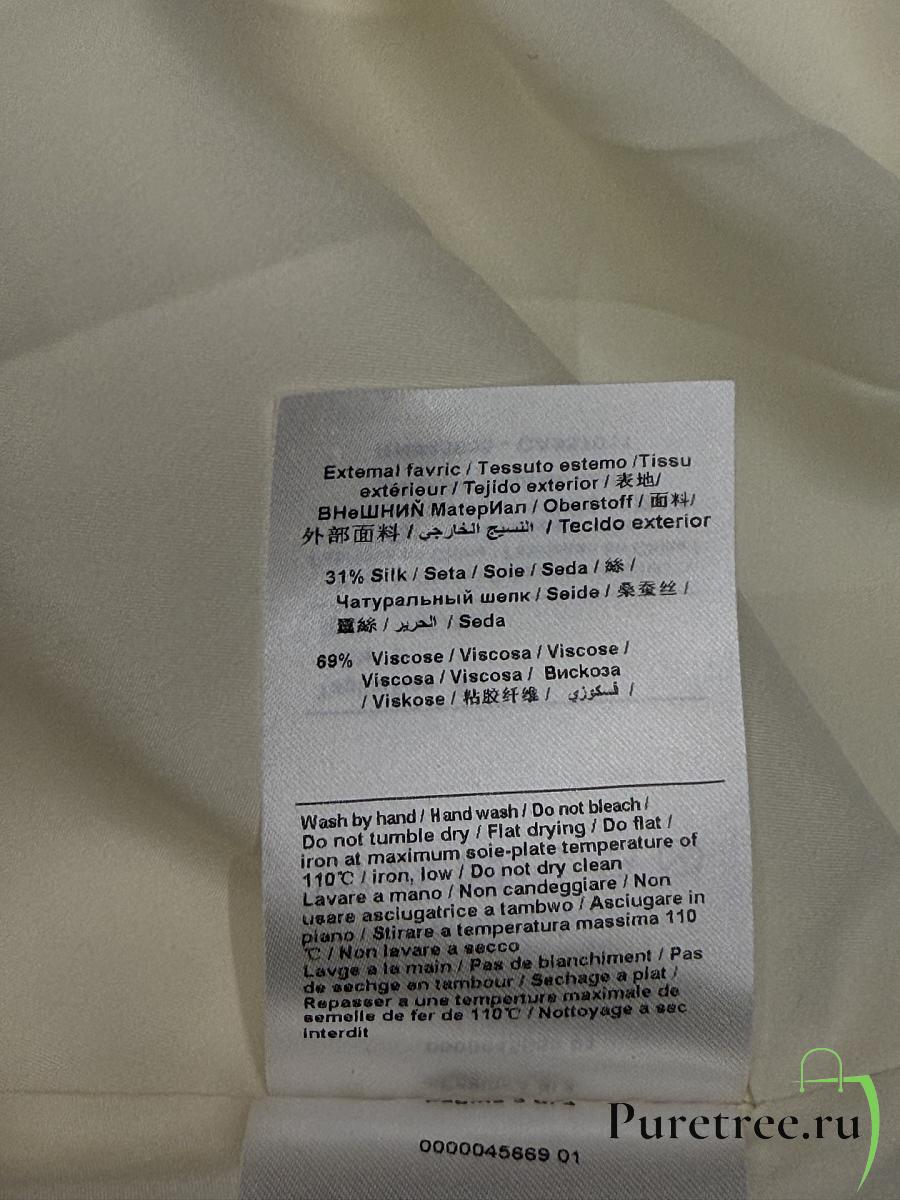 External favric / Tessuto estemo /Tissu
extérieur / Tejido exterior / 表地/
ВНеШНИЙ МатерИал / Oberstoff / 面料/
外部面料 / النسيج الخارجي / Tecido exterior
31% Silk / Seta / Soie / Seda / 絲 /
Чатуральный шелк / Seide / 桑蚕丝 /
靈絲 / الحرير / Seda
69% Viscose / Viscosa / Viscose /
Viscosa / Viscosa / Вискоза
/ Viskose / 粘胶纤维 / فسكوزي /
Wash by hand / Hand wash / Do not bleach /
Do not tumble dry / Flat drying / Do flat /
iron at maximum soie-plate temperature of
110℃ / iron, low / Do not dry clean
Lavare a mano / Non candeggiare / Non
usare asciugatrice a tambwo / Asciugare in
piano / Stirare a temperatura massima 110
℃ / Non lavare a secco
Lavge a la main / Pas de blanchiment / Pas
de sechge en tambour / Sechage a plat /
Repasser a une temperture maximale de
semelle de fer de 110℃ / Nottoyage a sec
interdit
0000045669 01
Puretree.ru